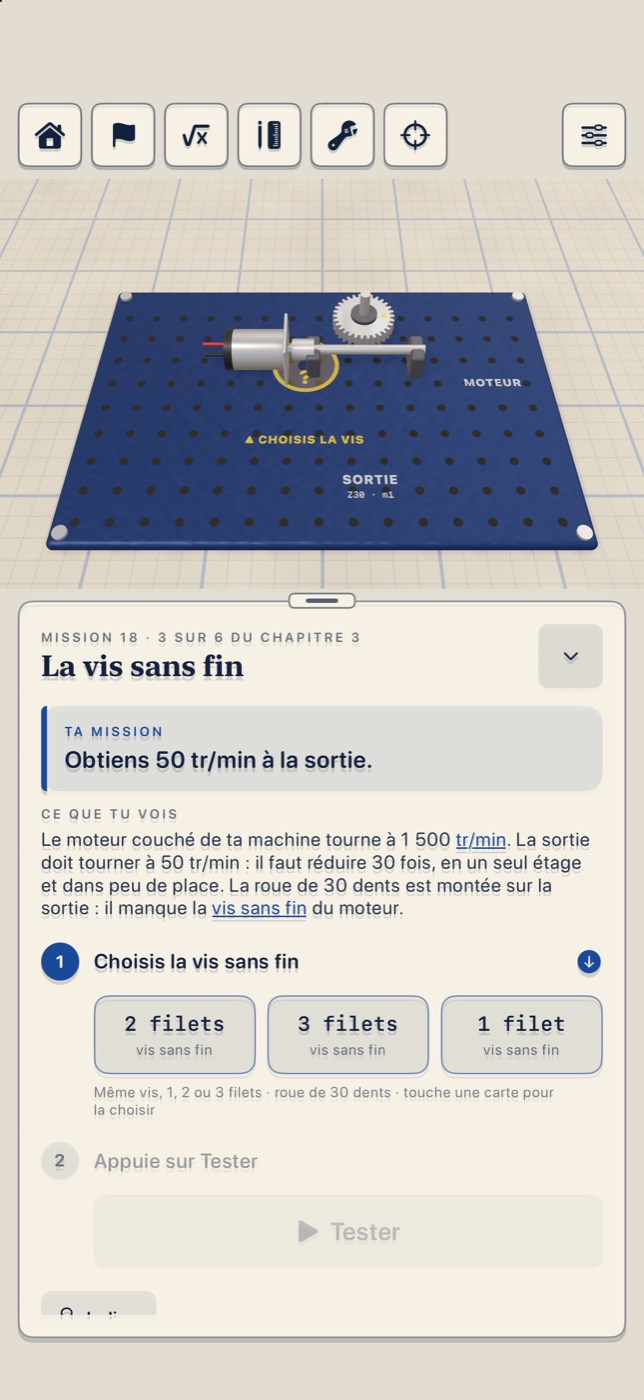 √x
MOTEUR
▲ CHOISIS LA VIS
SORTIE
Z30 · m1
MISSION 18 · 3 SUR 6 DU CHAPITRE 3
La vis sans fin
TA MISSION
Obtiens 50 tr/min à la sortie.
CE QUE TU VOIS
Le moteur couché de ta machine tourne à 1 500 tr/min. La sortie
doit tourner à 50 tr/min : il faut réduire 30 fois, en un seul étage
et dans peu de place. La roue de 30 dents est montée sur la
sortie : il manque la vis sans fin du moteur.
1 Choisis la vis sans fin
2 filets 3 filets 1 filet
vis sans fin vis sans fin vis sans fin
Même vis, 1, 2 ou 3 filets · roue de 30 dents · touche une carte pour
la choisir
2 Appuie sur Tester
Tester